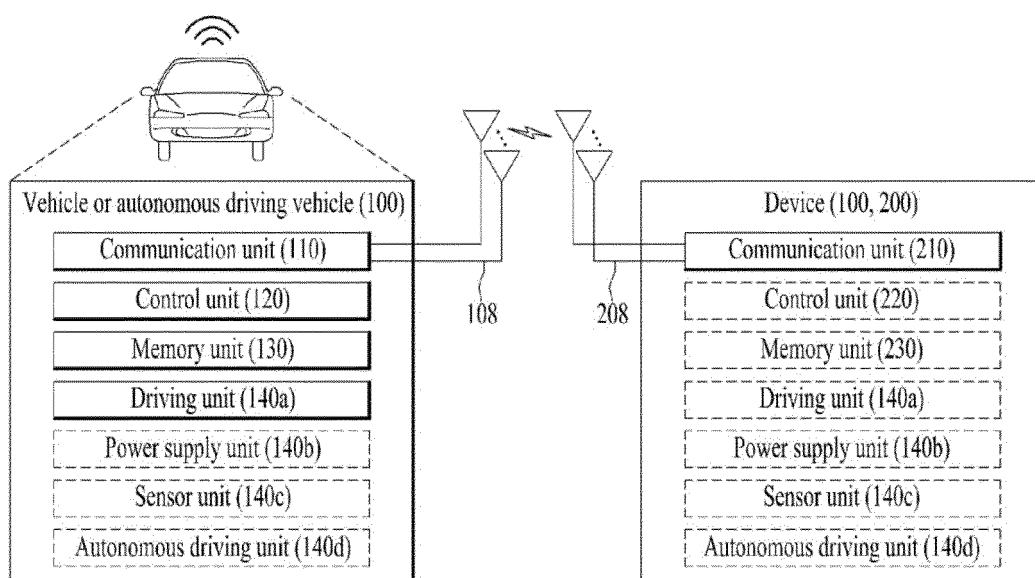 Vehicle or autonomous driving vehicle (100)
Communication unit (110)
Control unit (120)
Memory unit (130)
Driving unit (140a)
Power supply unit (140b)
Sensor unit (140c)
Autonomous driving unit (140d)
108
208
Device (100, 200)
Communication unit (210)
Control unit (220)
Memory unit (230)
Driving unit (140a)
Power supply unit (140b)
Sensor unit (140c)
Autonomous driving unit (140d)